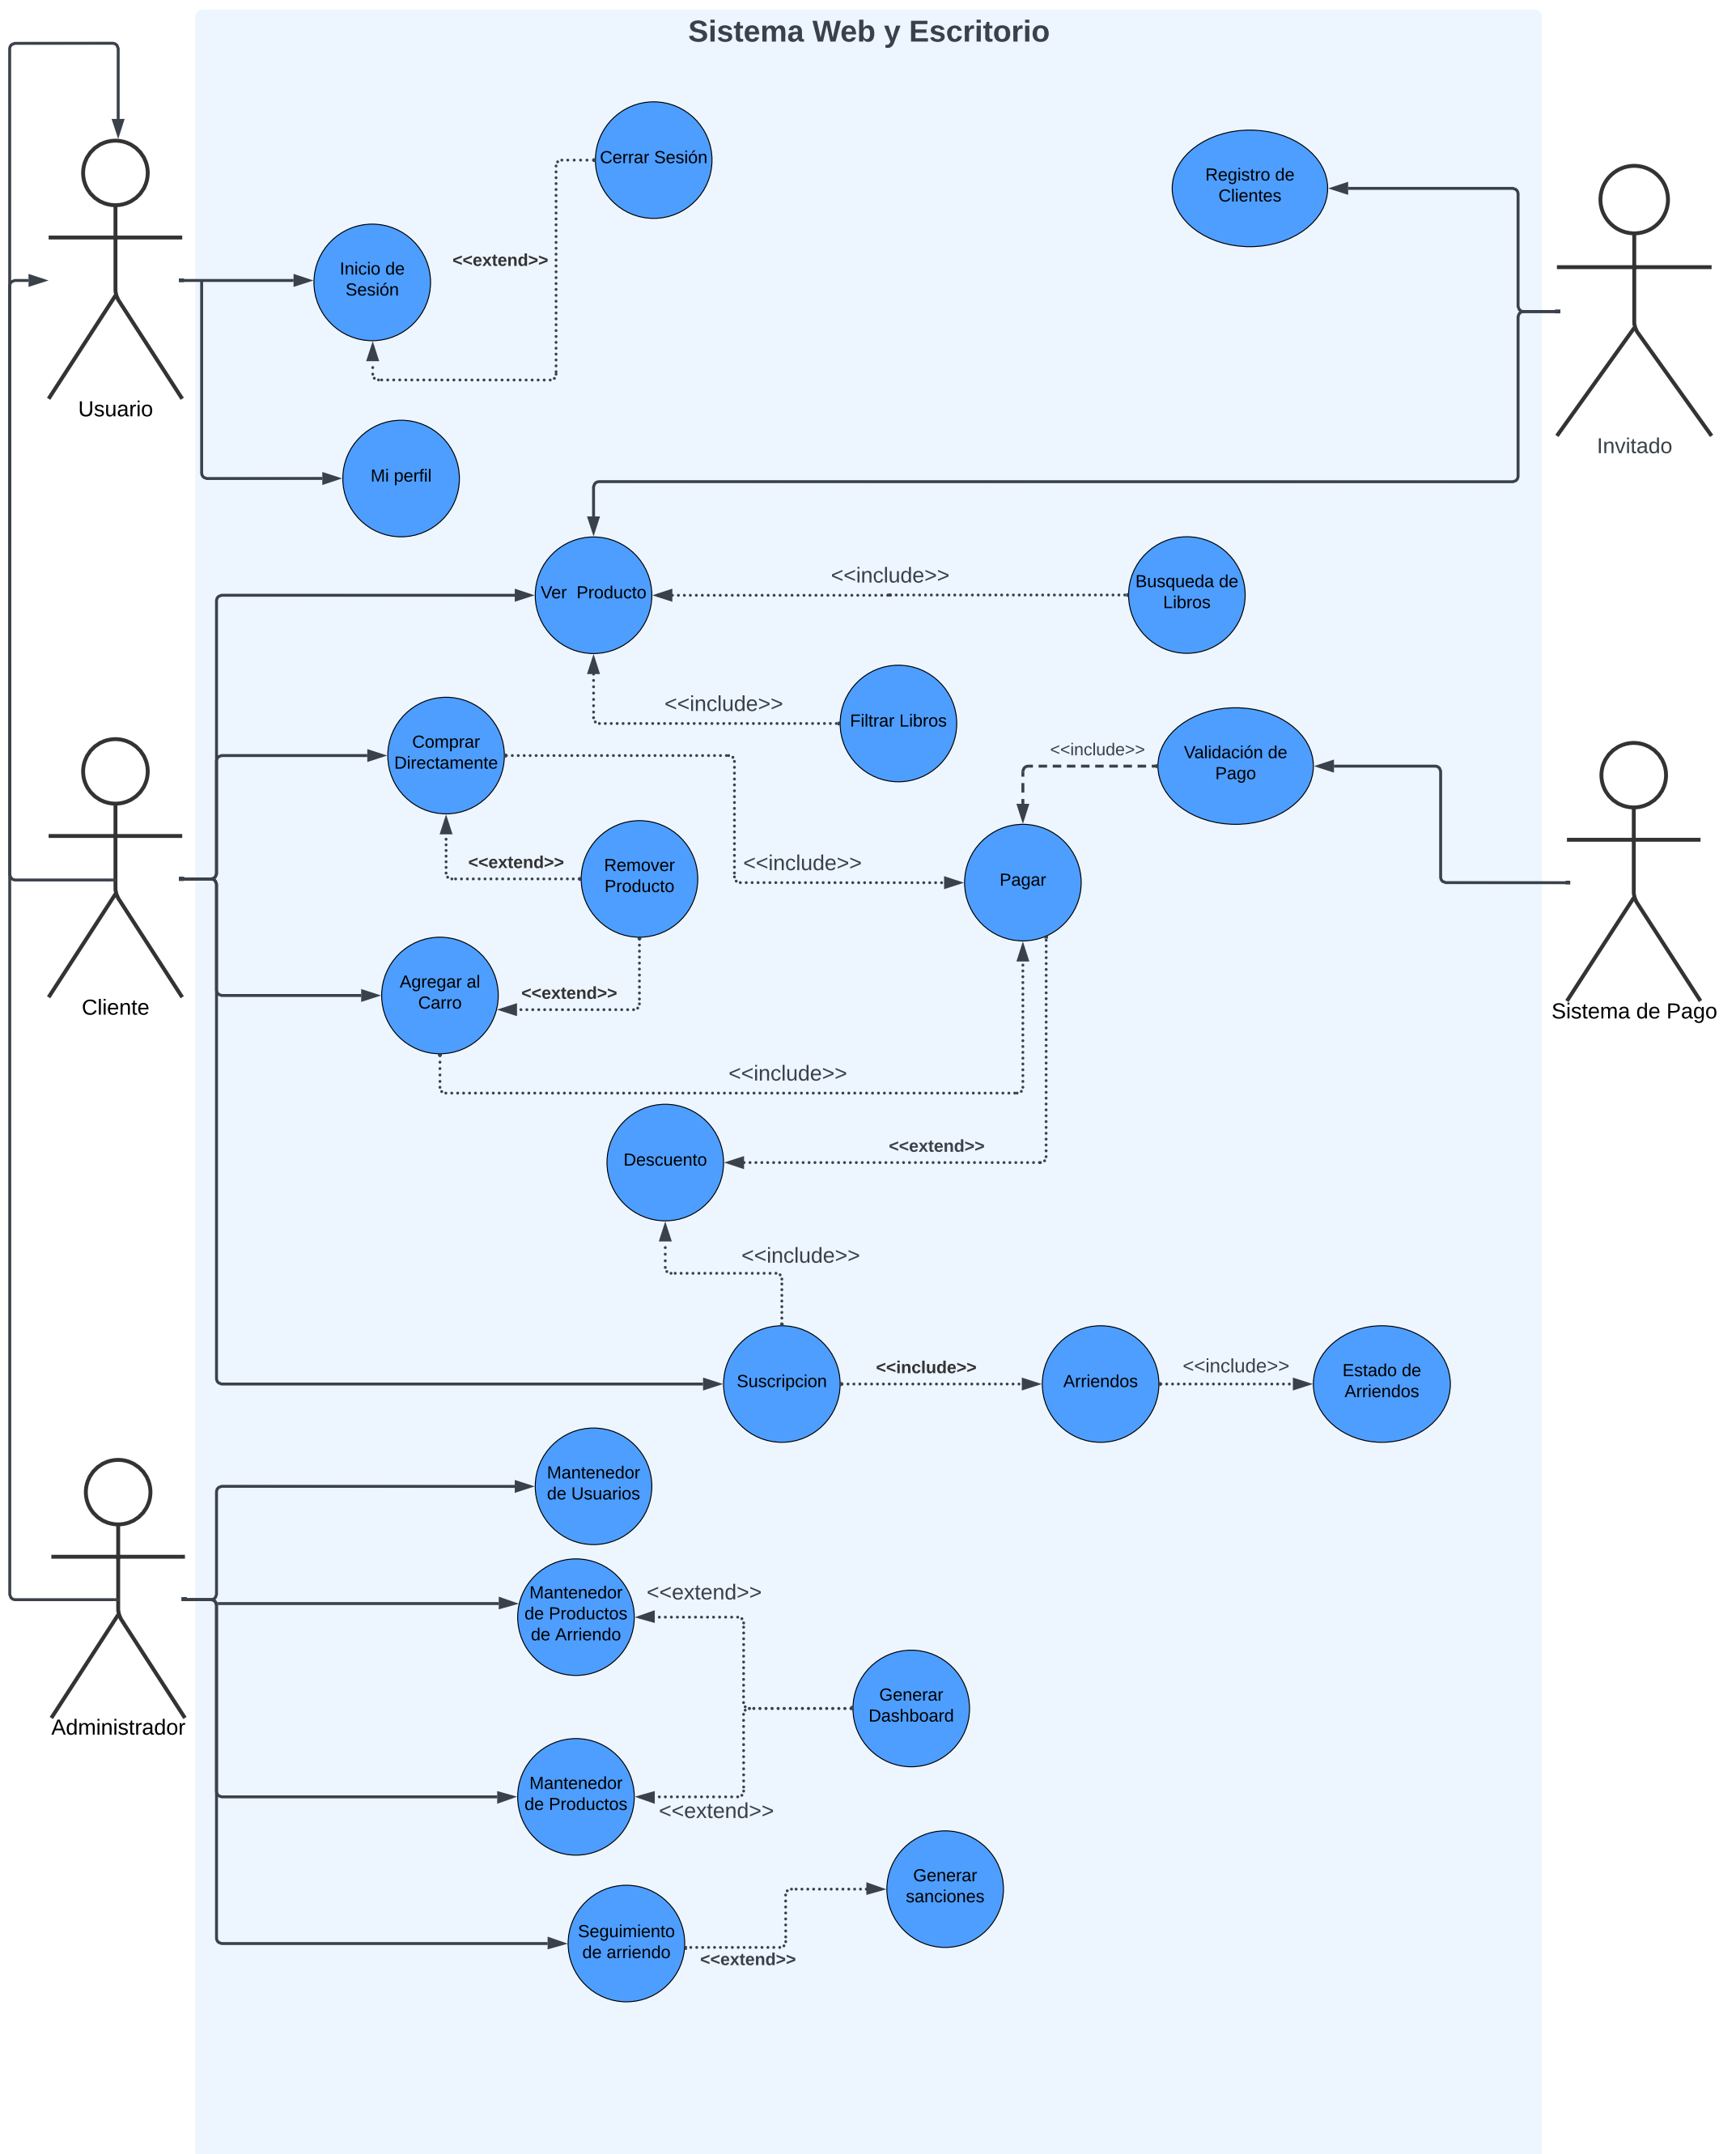 Sistema Web y Escritorio
Cerrar Sesión
Registro de
Clientes
<<extend>>
Inicio de
Sesión
Usuario
Invitado
Mi perfil
<<include>>
Ver  Producto
Busqueda de
Libros
<<include>>
Filtrar Libros
Comprar
Directamente
<<include>>
Validación de
Pago
<<extend>>
Remover
Producto
<<include>>
Pagar
Agregar al
Carro
<<extend>>
Cliente
Sistema de Pago
<<include>>
<<extend>>
Descuento
<<include>>
Suscripcion
<<include>>
Arriendos
<<include>>
Estado de
Arriendos
Mantenedor
de Usuarios
Mantenedor
de Productos
de Arriendo
<<extend>>
Generar
Dashboard
Administrador
Mantenedor
de Productos
<<extend>>
Generar
sanciones
Seguimiento
de arriendo
<<extend>>